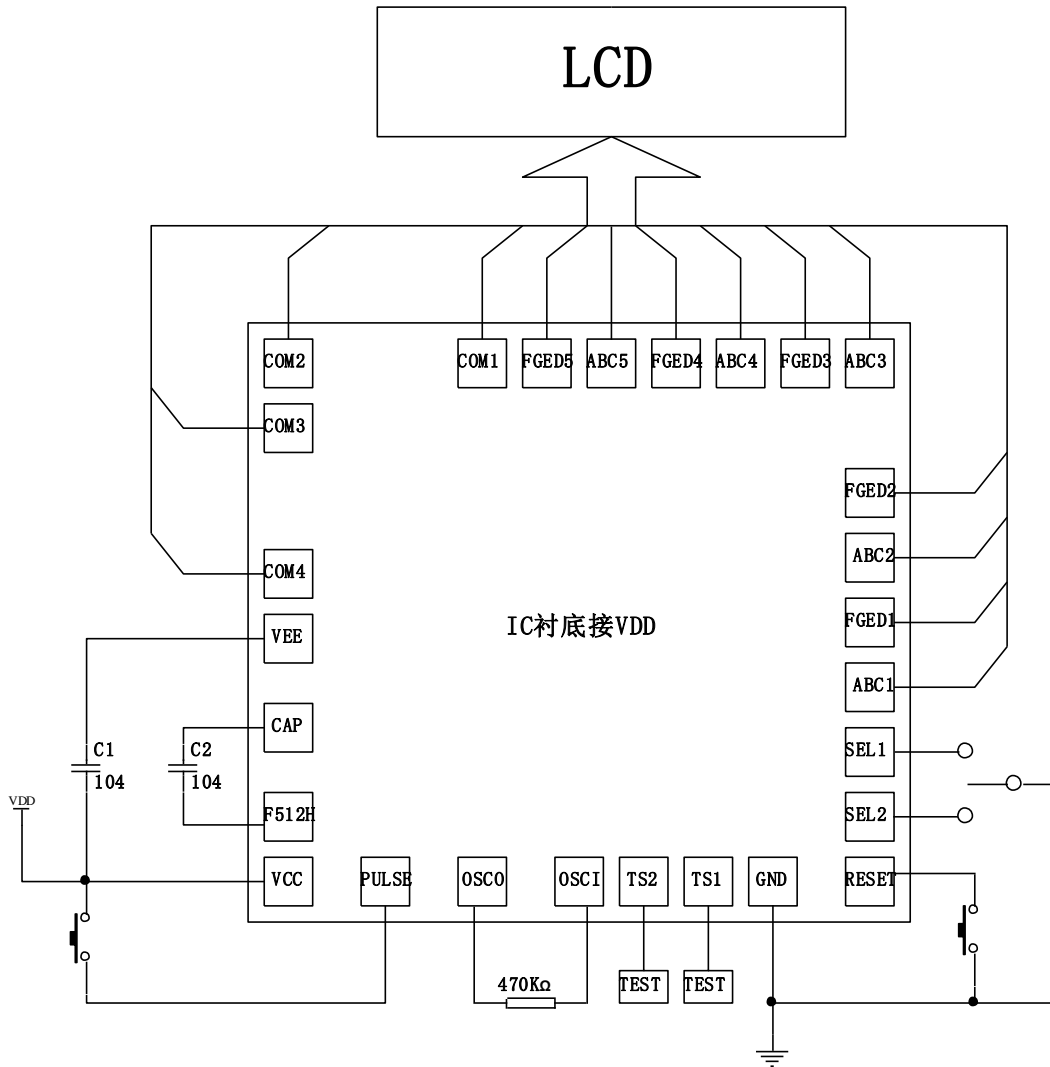 LCD
COM2
COM1
FGED5
ABC5
FGED4
ABC4
FGED3
ABC3
COM3
FGED2
ABC2
COM4
FGED1
IC衬底接VDD
VEE
ABC1
CAP
SEL1
C1
104
C2
104
VDD
F512H
SEL2
VCC
PULSE
OSCO
OSCI
TS2
TS1
GND
RESET
470KΩ
TEST
TEST